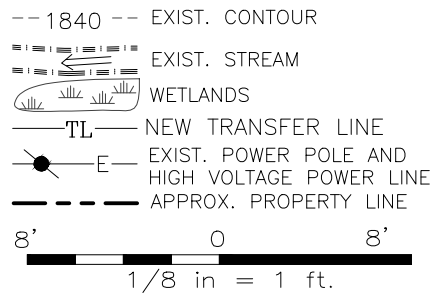 1840 EXIST. CONTOUR
EXIST. STREAM
WETLANDS
TL NEW TRANSFER LINE
E EXIST. POWER POLE AND
HIGH VOLTAGE POWER LINE
APPROX. PROPERTY LINE
8' 0 8'
1/8 in = 1 ft.